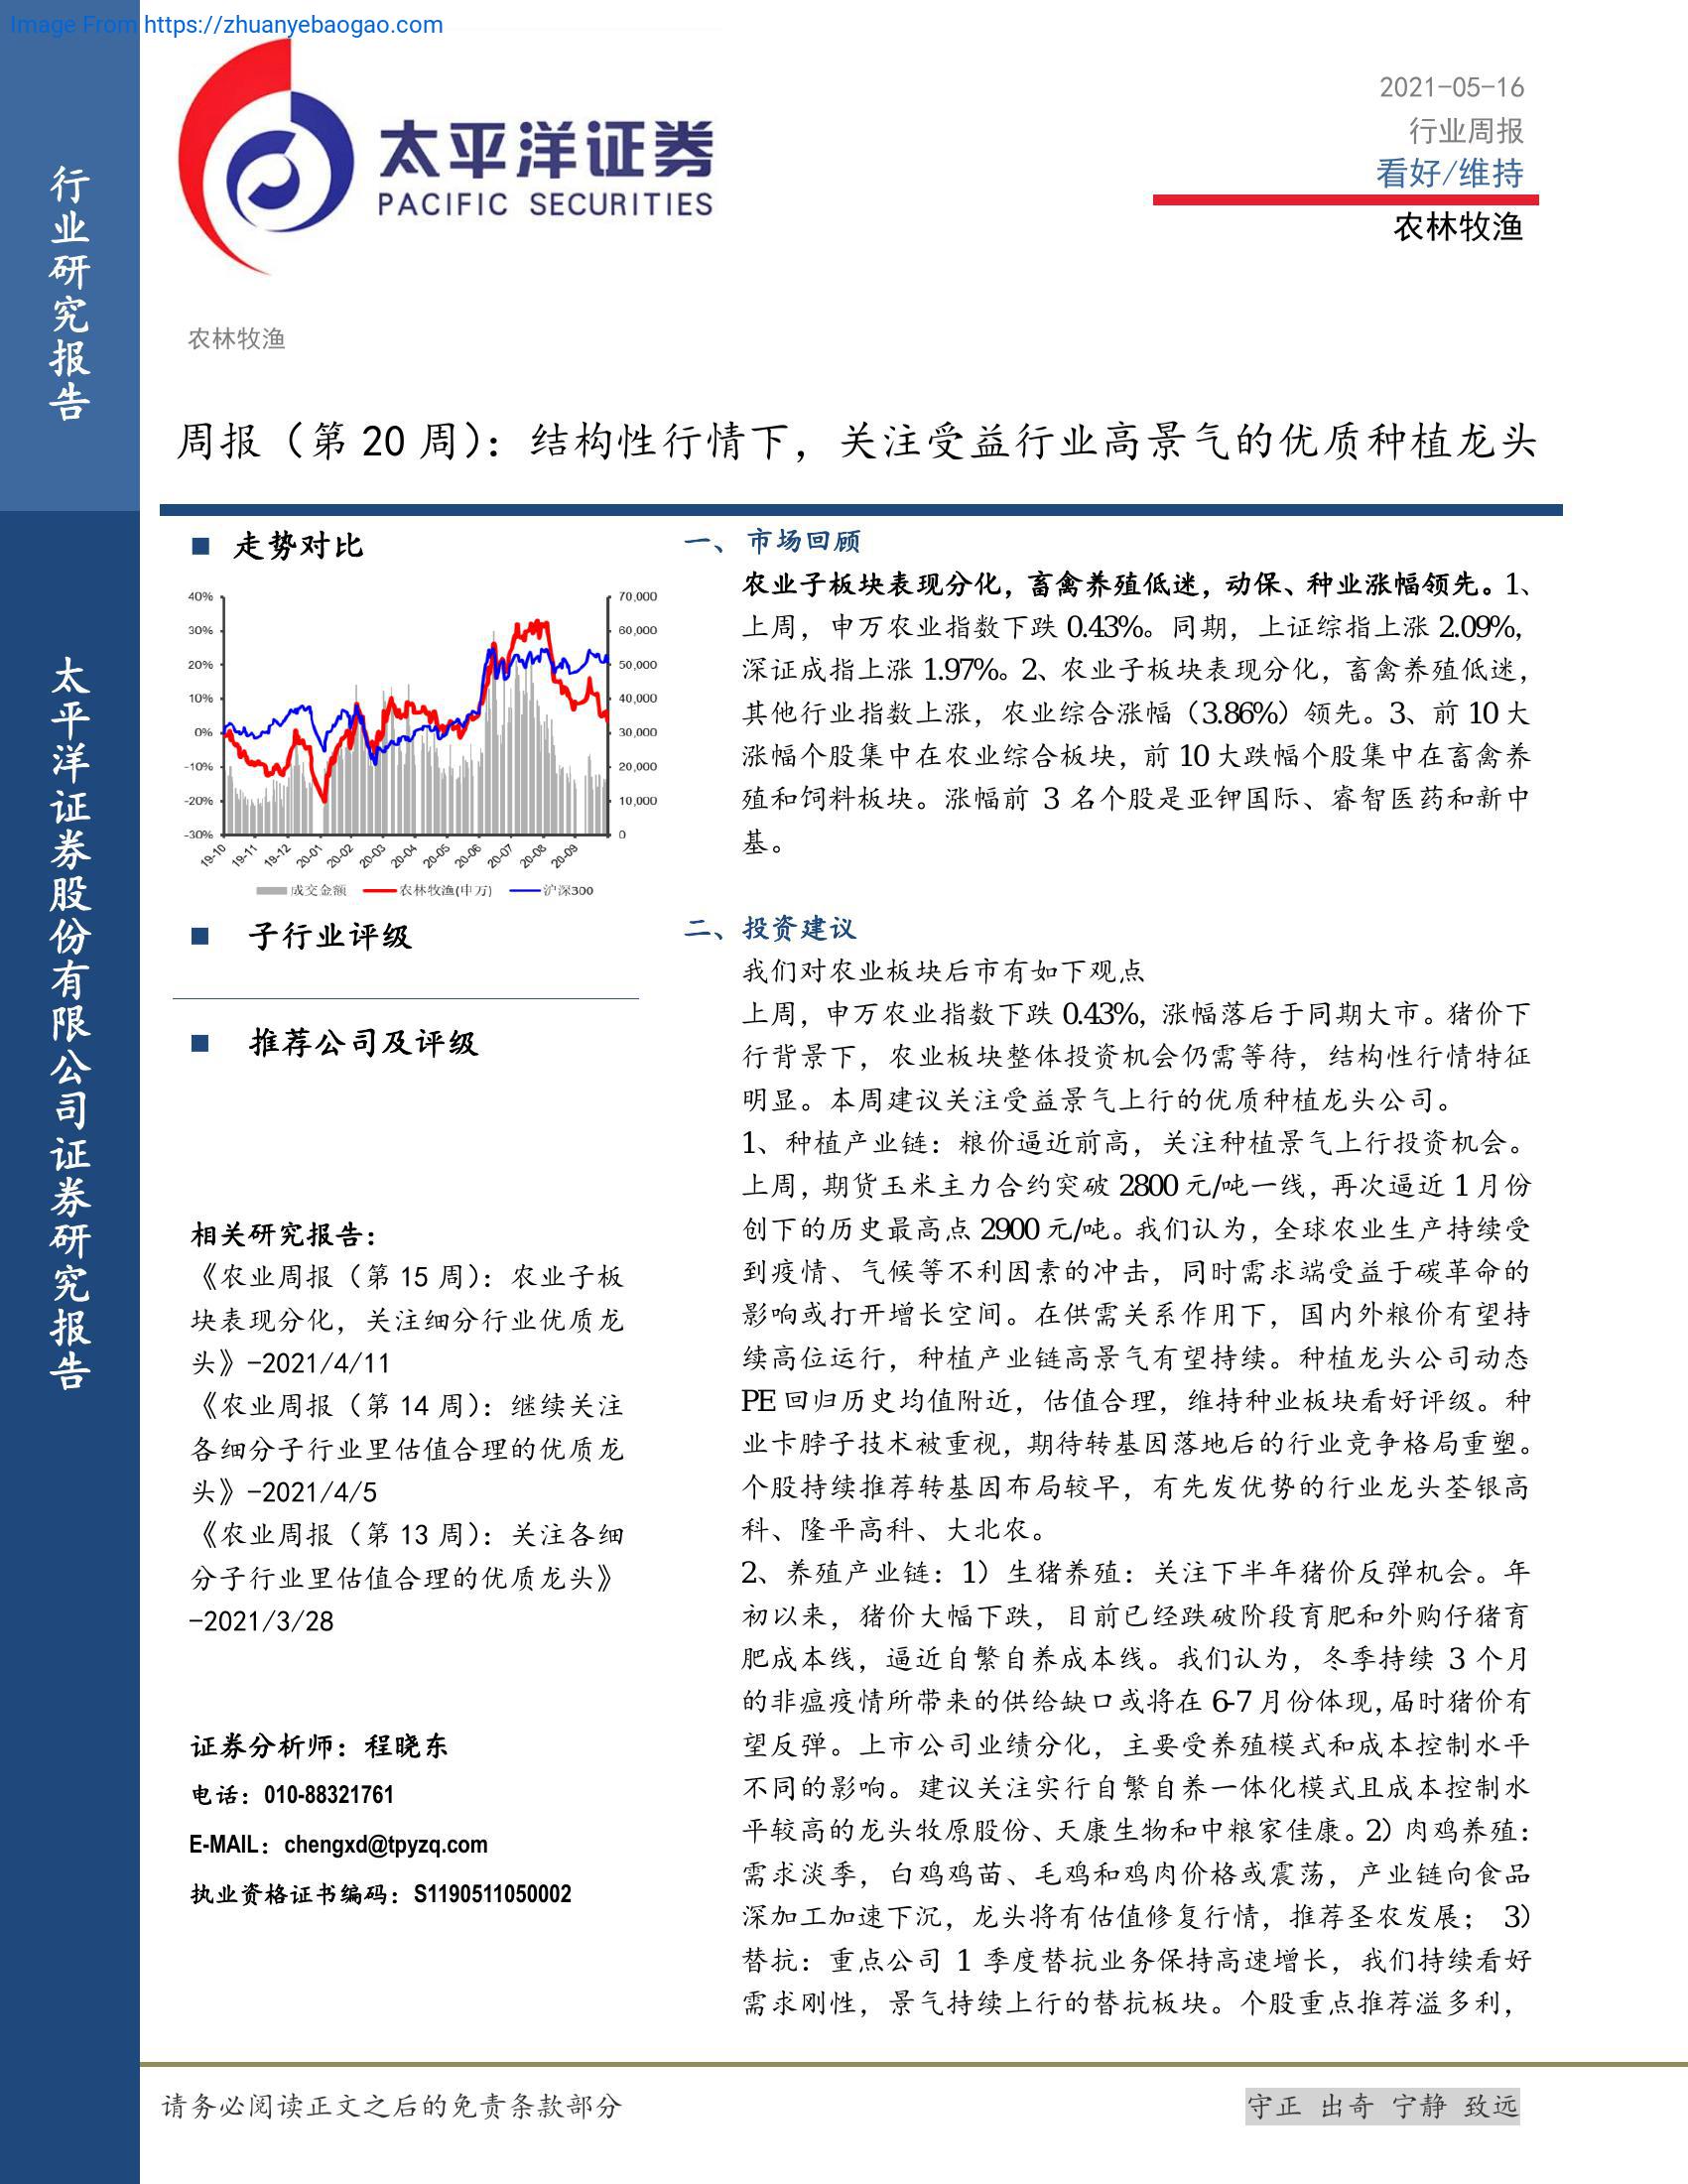 Image From https://zhuanyebaogao.com
行业研究报告
太平洋证券股份有限公司证券研究报告
太平洋证券
PACIFIC SECURITIES
2021-05-16
行业周报
看好/维持
农林牧渔
农林牧渔
周报（第 20 周）：结构性行情下，关注受益行业高景气的优质种植龙头
■ 走势对比
40%
30%
20%
10%
0%
-10%
-20%
-30%
70,000
60,000
50,000
40,000
30,000
20,000
10,000
0
19-10 19-11 19-12 20-01 20-02 20-03 20-04 20-05 20-06 20-07 20-08 20-09
成交金额 农林牧渔(申万) 沪深300
■ 子行业评级
■ 推荐公司及评级
相关研究报告：
《农业周报（第 15 周）：农业子板
块表现分化，关注细分行业优质龙
头》-2021/4/11
《农业周报（第 14 周）：继续关注
各细分子行业里估值合理的优质龙
头》-2021/4/5
《农业周报（第 13 周）：关注各细
分子行业里估值合理的优质龙头》
-2021/3/28
证券分析师：程晓东
电话：010-88321761
E-MAIL：chengxd@tpyzq.com
执业资格证书编码：S1190511050002
一、 市场回顾
农业子板块表现分化，畜禽养殖低迷，动保、种业涨幅领先。1、
上周，申万农业指数下跌 0.43%。同期，上证综指上涨 2.09%，
深证成指上涨 1.97%。2、农业子板块表现分化，畜禽养殖低迷，
其他行业指数上涨，农业综合涨幅（3.86%）领先。3、前 10 大
涨幅个股集中在农业综合板块，前 10 大跌幅个股集中在畜禽养
殖和饲料板块。涨幅前 3 名个股是亚钾国际、睿智医药和新中
基。
二、投资建议
我们对农业板块后市有如下观点
上周，申万农业指数下跌 0.43%，涨幅落后于同期大市。猪价下
行背景下，农业板块整体投资机会仍需等待，结构性行情特征
明显。本周建议关注受益景气上行的优质种植龙头公司。
1、种植产业链：粮价逼近前高，关注种植景气上行投资机会。
上周，期货玉米主力合约突破 2800 元/吨一线，再次逼近 1 月份
创下的历史最高点 2900 元/吨。我们认为，全球农业生产持续受
到疫情、气候等不利因素的冲击，同时需求端受益于碳革命的
影响或打开增长空间。在供需关系作用下，国内外粮价有望持
续高位运行，种植产业链高景气有望持续。种植龙头公司动态
PE 回归历史均值附近，估值合理，维持种业板块看好评级。种
业卡脖子技术被重视，期待转基因落地后的行业竞争格局重塑。
个股持续推荐转基因布局较早，有先发优势的行业龙头荃银高
科、隆平高科、大北农。
2、养殖产业链：1）生猪养殖：关注下半年猪价反弹机会。年
初以来，猪价大幅下跌，目前已经跌破阶段育肥和外购仔猪育
肥成本线，逼近自繁自养成本线。我们认为，冬季持续 3 个月
的非瘟疫情所带来的供给缺口或将在 6-7 月份体现，届时猪价有
望反弹。上市公司业绩分化，主要受养殖模式和成本控制水平
不同的影响。建议关注实行自繁自养一体化模式且成本控制水
平较高的龙头牧原股份、天康生物和中粮家佳康。2）肉鸡养殖：
需求淡季，白鸡鸡苗、毛鸡和鸡肉价格或震荡，产业链向食品
深加工加速下沉，龙头将有估值修复行情，推荐圣农发展； 3）
替抗：重点公司 1 季度替抗业务保持高速增长，我们持续看好
需求刚性，景气持续上行的替抗板块。个股重点推荐溢多利，
请务必阅读正文之后的免责条款部分
守正 出奇 宁静 致远